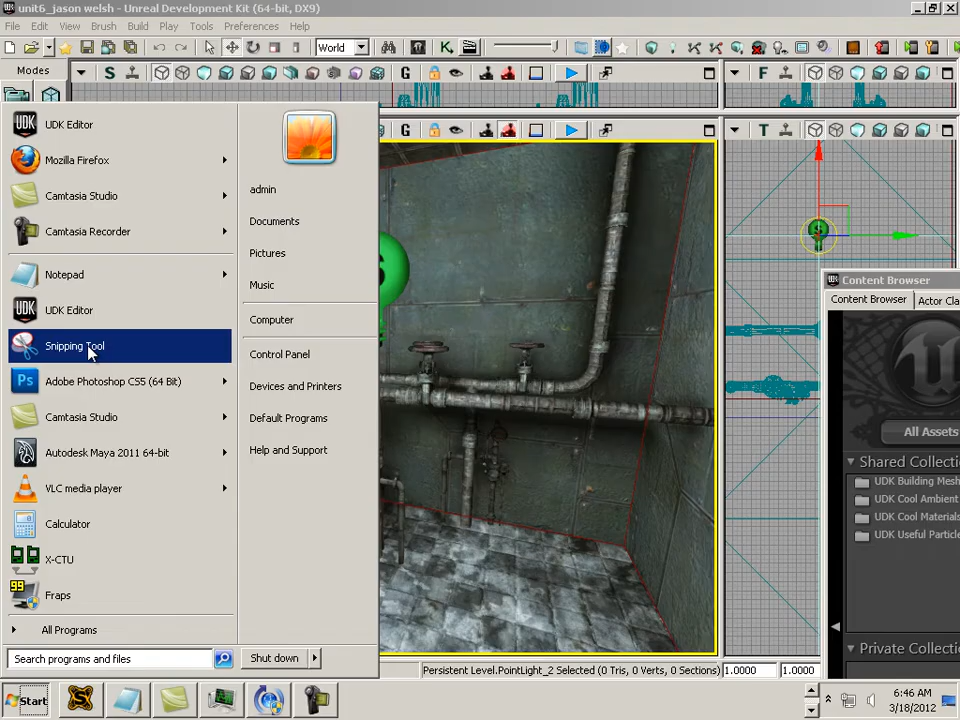 unit6_jason welsh - Unreal Development Kit (64-bit, DX9)
File Edit View Brush Build Play Tools Preferences Help
World
Modes
S G F
G T
UDK Editor
Mozilla Firefox
Camtasia Studio
Camtasia Recorder
Notepad
UDK Editor
Snipping Tool
Adobe Photoshop CS5 (64 Bit)
Camtasia Studio
Autodesk Maya 2011 64-bit
VLC media player
Calculator
X-CTU
Fraps
All Programs
Search programs and files
admin
Documents
Pictures
Music
Computer
Control Panel
Devices and Printers
Default Programs
Help and Support
Shut down
Content Browser
Content Browser Actor Cla
All Assets
Shared Collecti
UDK Building Mesh
UDK Cool Ambient
UDK Cool Materials
UDK Useful Particle
Private Collectio
Persistent Level.PointLight_2 Selected (0 Tris, 0 Verts, 0 Sections) 1.0000 1.0000
Start
6:46 AM
3/18/2012